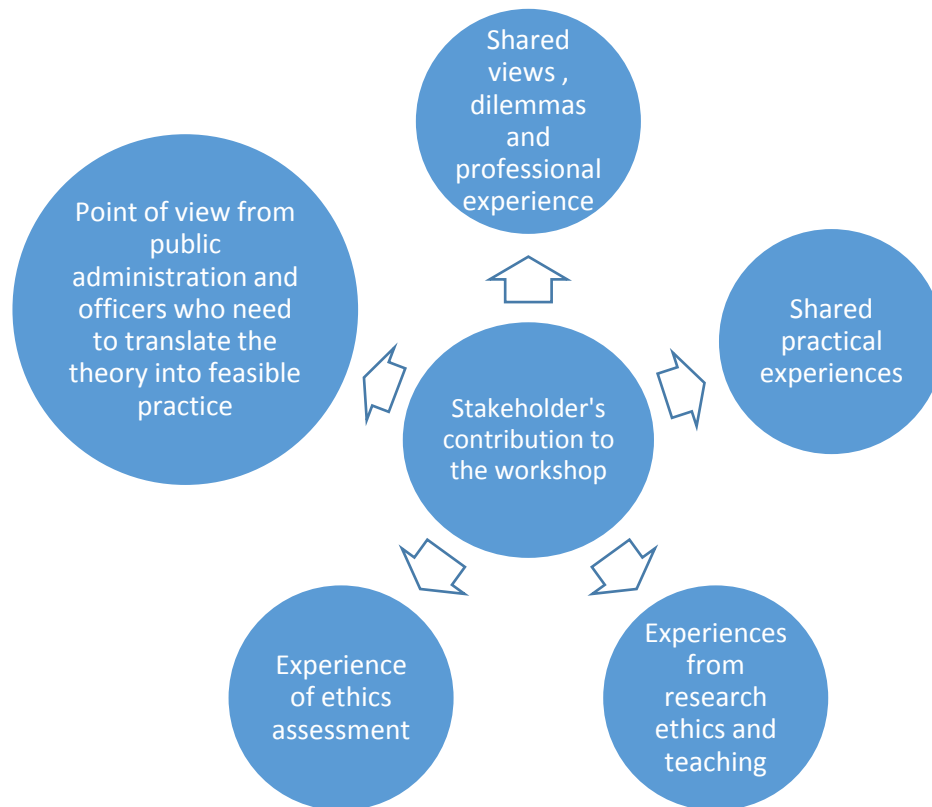 Shared
views ,
dilemmas
and
professional
experience
Point of view from
public
administration and
officers who need
to translate the
theory into feasible
practice
Shared
practical
experiences
Stakeholder's
contribution to
the workshop
Experience
of ethics
assessment
Experiences
from
research
ethics and
teaching